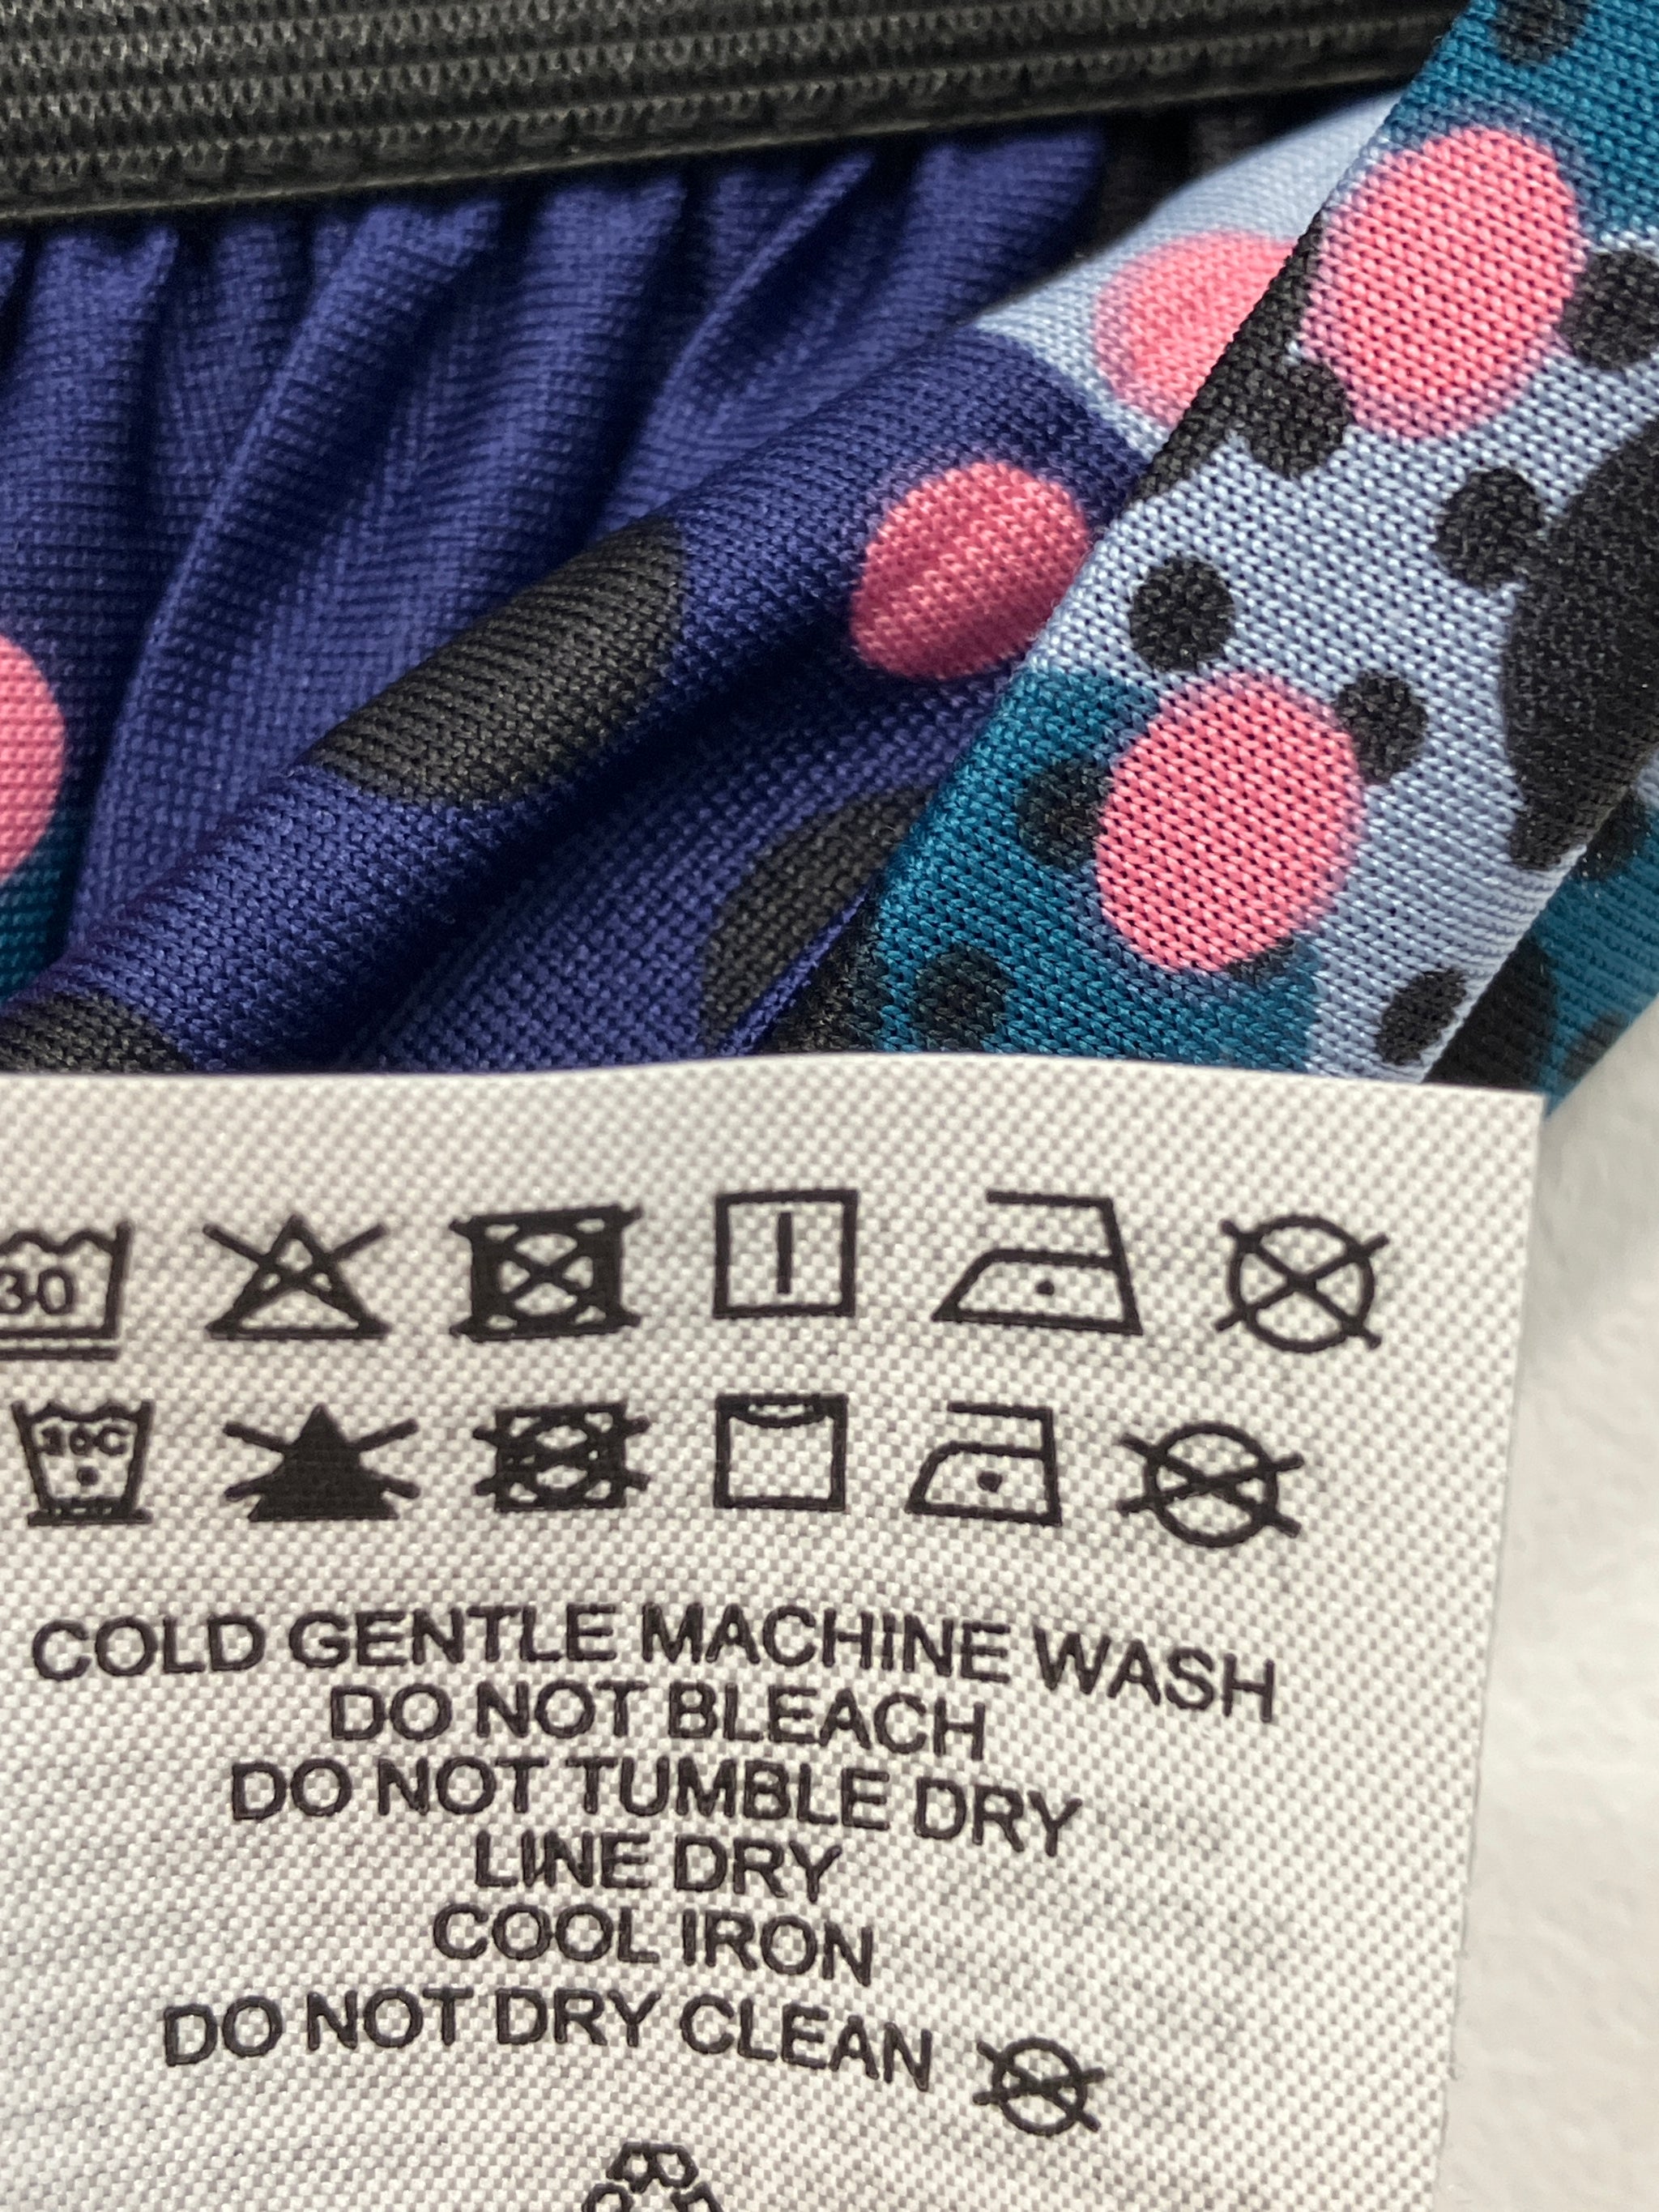 30
30C
COLD GENTLE MACHINE WASH
DO NOT BLEACH
DO NOT TUMBLE DRY
LINE DRY
COOL IRON
DO NOT DRY CLEAN